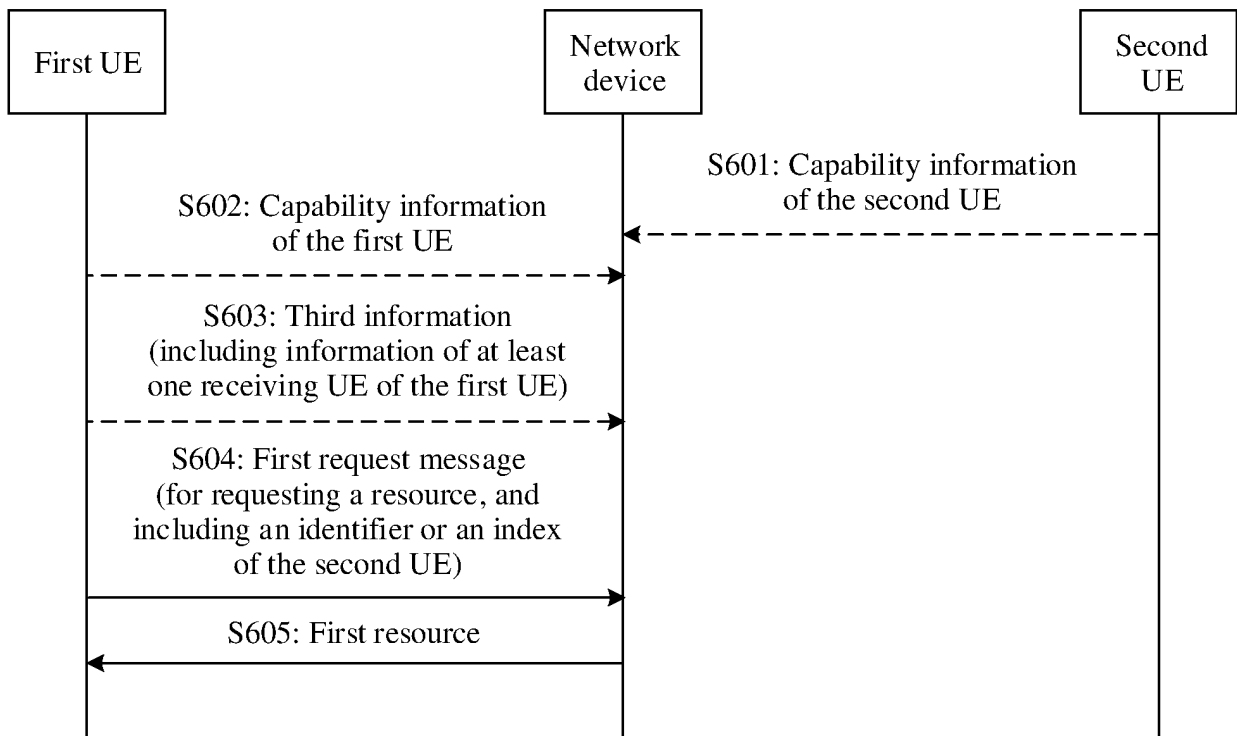 First UE
Network
device
Second
UE
S601: Capability information
of the second UE
S602: Capability information
of the first UE
S603: Third information
(including information of at least
one receiving UE of the first UE)
S604: First request message
(for requesting a resource, and
including an identifier or an index
of the second UE)
S605: First resource